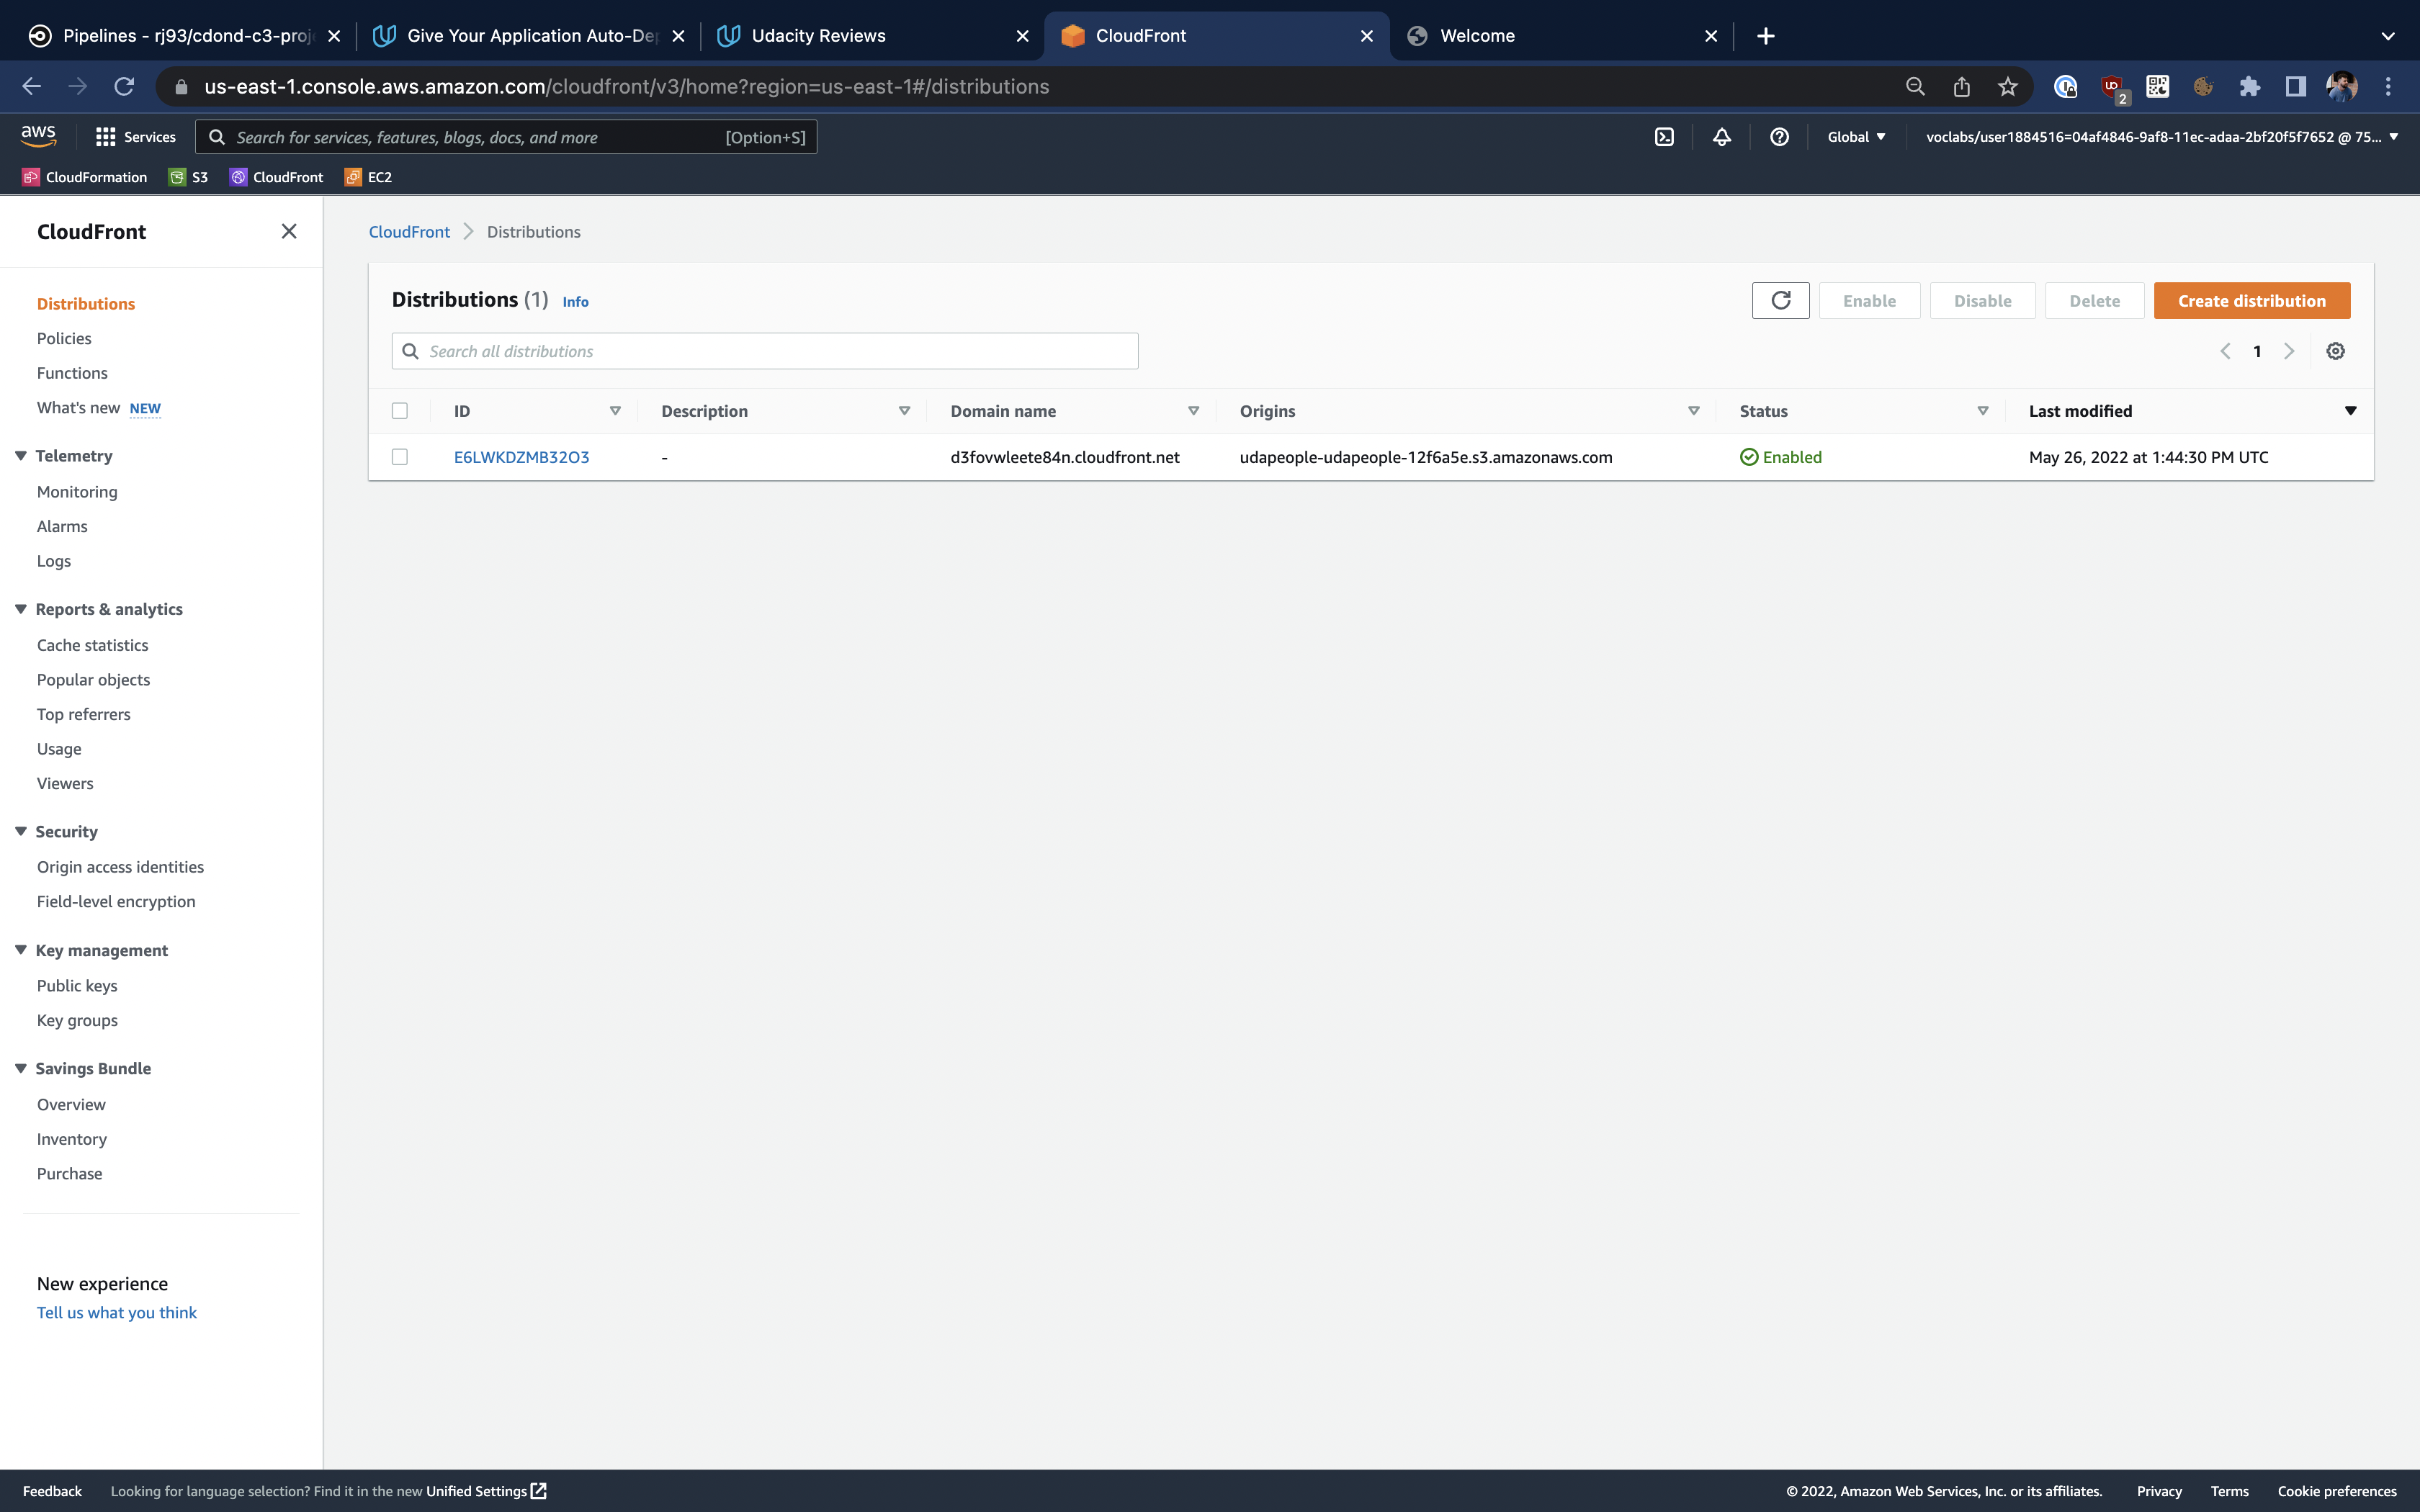 Pipelines - rj93/cdond-c3-proj
Give Your Application Auto-Dep
Udacity Reviews
CloudFront
Welcome
us-east-1.console.aws.amazon.com/cloudfront/v3/home?region=us-east-1#/distributions
2
aws
Services
Search for services, features, blogs, docs, and more
[Option+S]
Global
voclabs/user1884516=04af4846-9af8-11ec-adaa-2bf20f5f7652 @ 75...
CloudFormation
S3
CloudFront
EC2
CloudFront
Distributions
Policies
Functions
What's new NEW
Telemetry
Monitoring
Alarms
Logs
Reports & analytics
Cache statistics
Popular objects
Top referrers
Usage
Viewers
Security
Origin access identities
Field-level encryption
Key management
Public keys
Key groups
Savings Bundle
Overview
Inventory
Purchase
New experience
Tell us what you think
CloudFront > Distributions
Distributions (1) Info
Enable
Disable
Delete
Create distribution
Search all distributions
1
ID Description Domain name Origins Status Last modified
E6LWKDZMB32O3 - d3fovwleete84n.cloudfront.net udapeople-udapeople-12f6a5e.s3.amazonaws.com Enabled May 26, 2022 at 1:44:30 PM UTC
Feedback
Looking for language selection? Find it in the new Unified Settings
© 2022, Amazon Web Services, Inc. or its affiliates.
Privacy
Terms
Cookie preferences